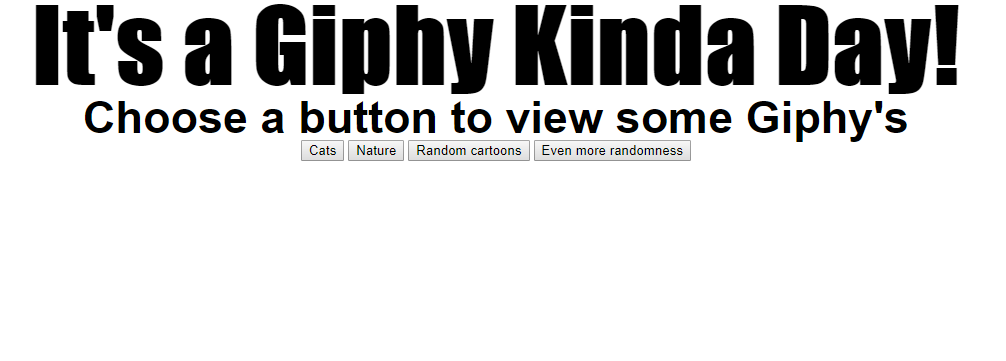 It's a Giphy Kinda Day!
Choose a button to view some Giphy's
Cats Nature Random cartoons Even more randomness